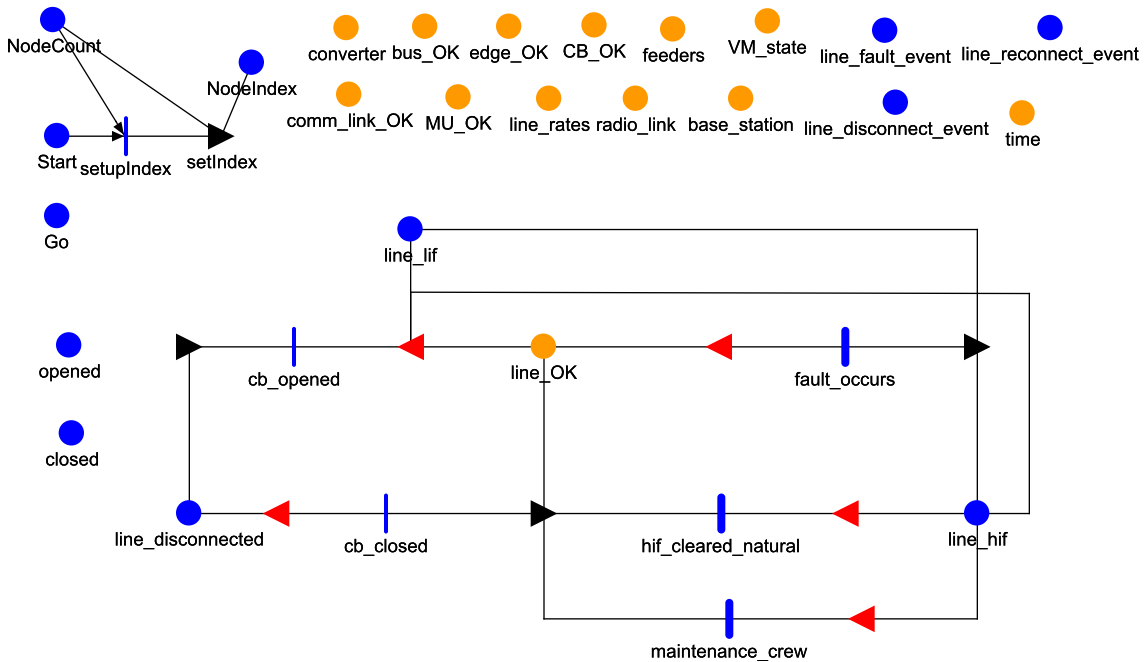 NodeCount
converter
bus_OK
edge_OK
CB_OK
feeders
VM_state
line_fault_event
line_reconnect_event
NodeIndex
comm_link_OK
MU_OK
line_rates
radio_link
base_station
line_disconnect_event
time
Start
setupIndex
setIndex
Go
line_lif
opened
cb_opened
line_OK
fault_occurs
closed
line_disconnected
cb_closed
hif_cleared_natural
line_hif
maintenance_crew